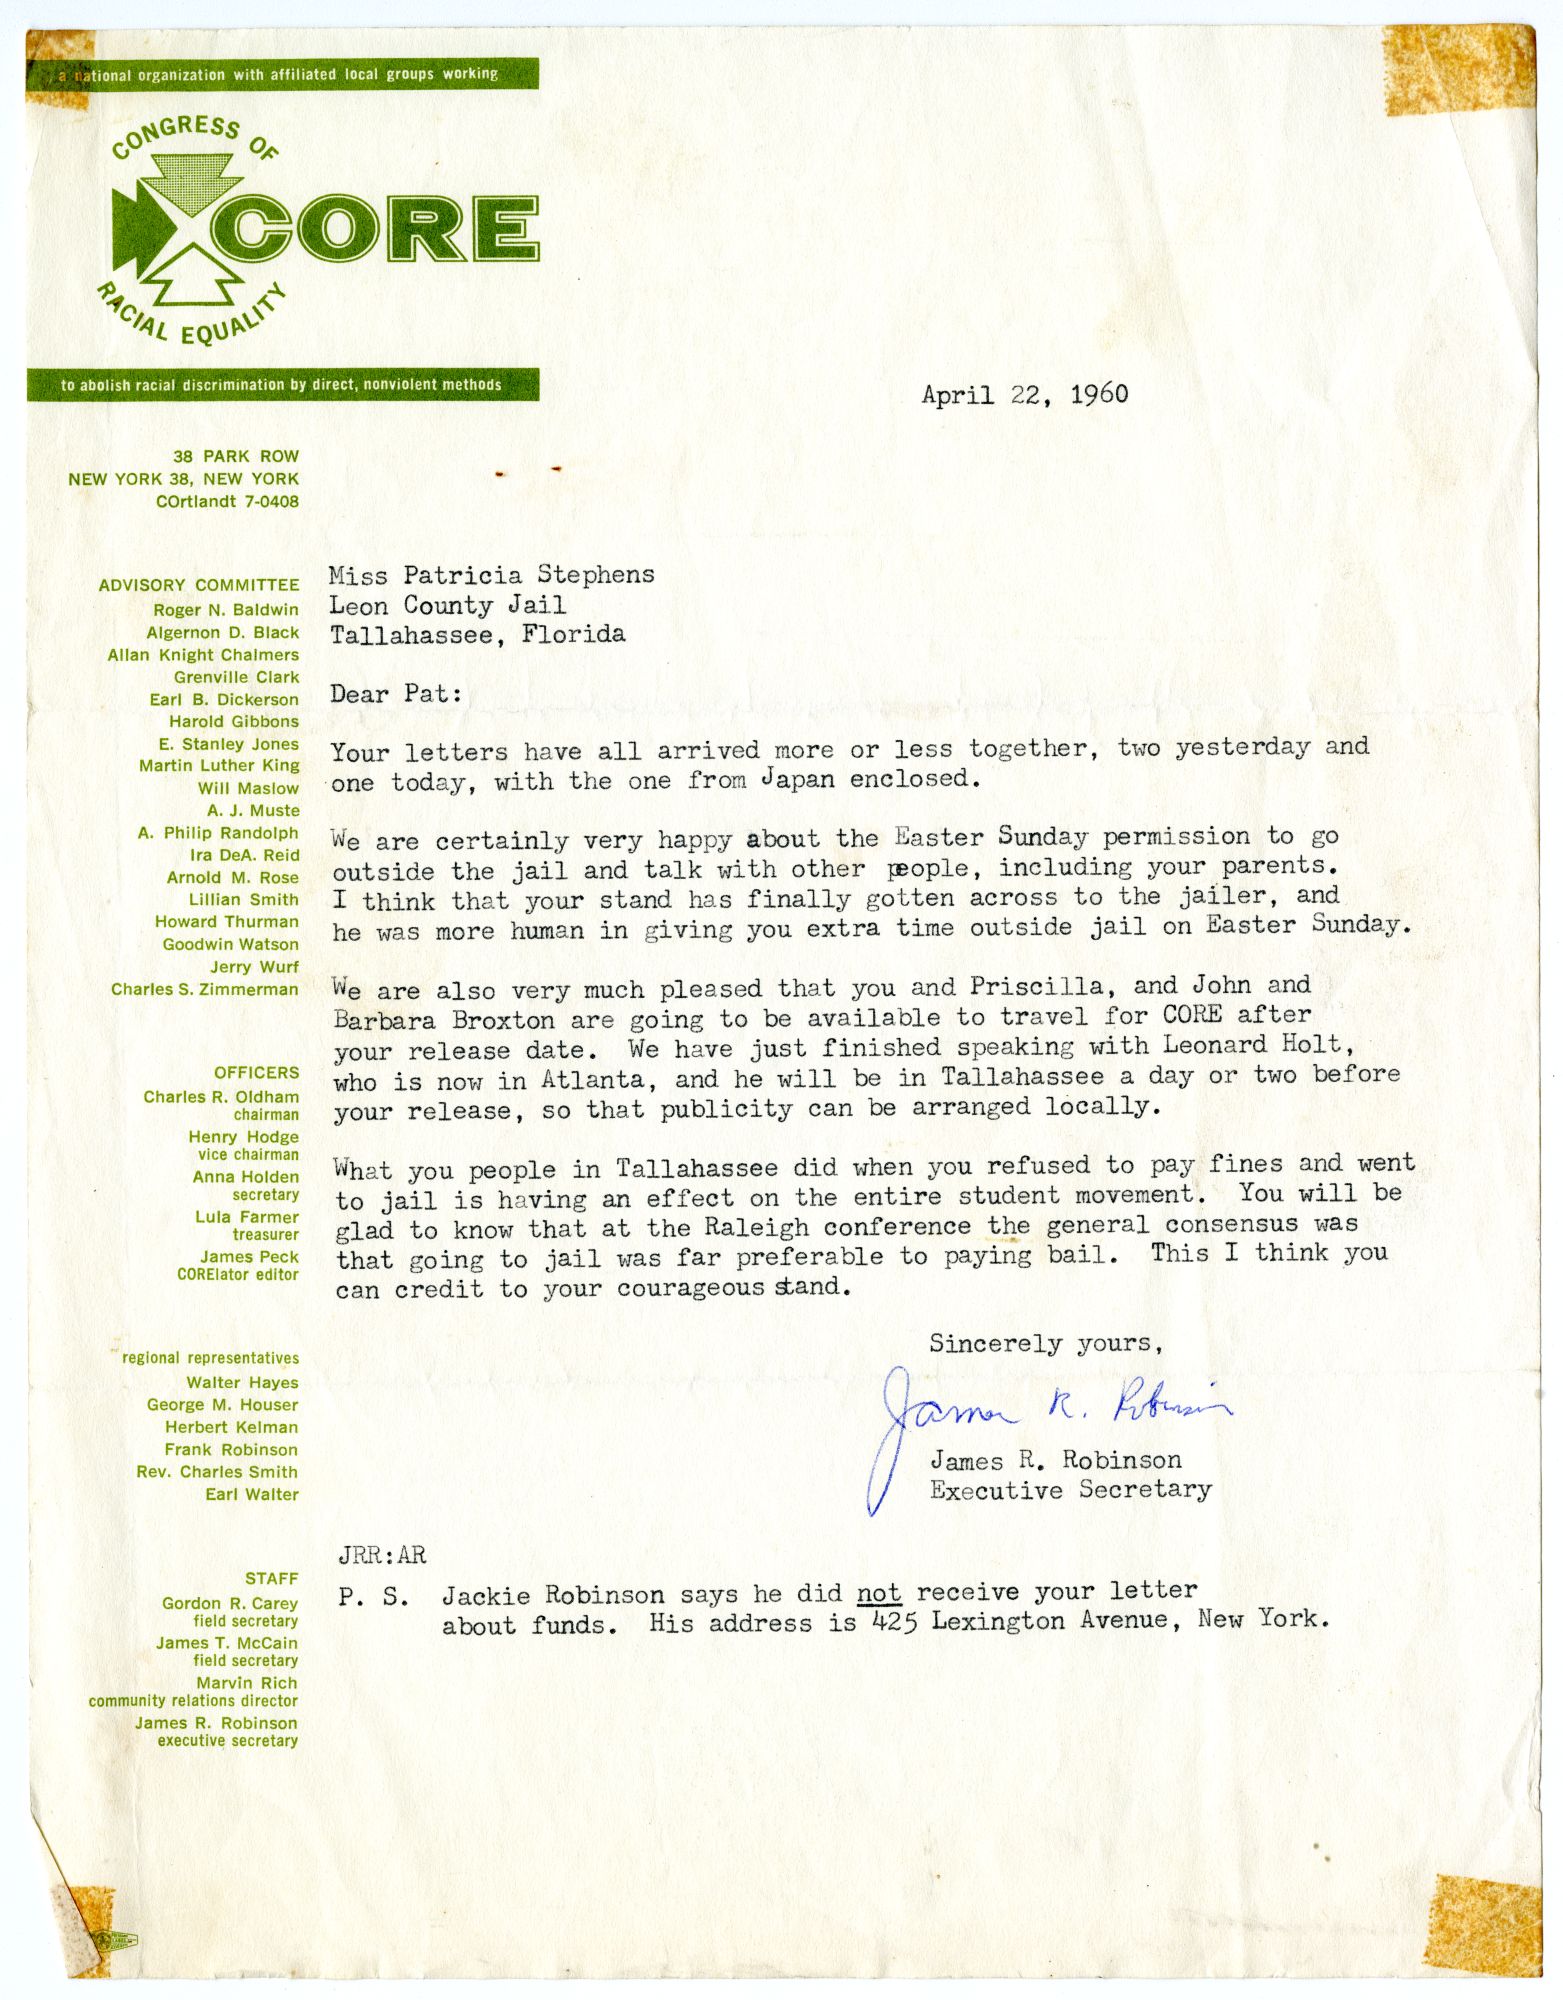 a national organization with affiliated local groups working
CONGRESS OF
CORE
RACIAL EQUALITY
to abolish racial discrimination by direct, nonviolent methods
April 22, 1960
38 PARK ROW
NEW YORK 38, NEW YORK
COrtlandt 7-0408
ADVISORY COMMITTEE
Roger N. Baldwin
Algernon D. Black
Allan Knight Chalmers
Grenville Clark
Earl B. Dickerson
Harold Gibbons
E. Stanley Jones
Martin Luther King
Will Maslow
A. J. Muste
A. Philip Randolph
Ira DeA. Reid
Arnold M. Rose
Lillian Smith
Howard Thurman
Goodwin Watson
Jerry Wurf
Charles S. Zimmerman
OFFICERS
Charles R. Oldham
chairman
Henry Hodge
vice chairman
Anna Holden
secretary
Lula Farmer
treasurer
James Peck
CORElator editor
regional representatives
Walter Hayes
George M. Houser
Herbert Kelman
Frank Robinson
Rev. Charles Smith
Earl Walter
STAFF
Gordon R. Carey
field secretary
James T. McCain
field secretary
Marvin Rich
community relations director
James R. Robinson
executive secretary
Miss Patricia Stephens
Leon County Jail
Tallahassee, Florida
Dear Pat:
Your letters have all arrived more or less together, two yesterday and
one today, with the one from Japan enclosed.
We are certainly very happy about the Easter Sunday permission to go
outside the jail and talk with other people, including your parents.
I think that your stand has finally gotten across to the jailer, and
he was more human in giving you extra time outside jail on Easter Sunday.
We are also very much pleased that you and Priscilla, and John and
Barbara Broxton are going to be available to travel for CORE after
your release date. We have just finished speaking with Leonard Holt,
who is now in Atlanta, and he will be in Tallahassee a day or two before
your release, so that publicity can be arranged locally.
What you people in Tallahassee did when you refused to pay fines and went
to jail is having an effect on the entire student movement. You will be
glad to know that at the Raleigh conference the general consensus was
that going to jail was far preferable to paying bail. This I think you
can credit to your courageous stand.
Sincerely yours,
James R. Robinson
James R. Robinson
Executive Secretary
JRR:AR
P. S. Jackie Robinson says he did not receive your letter
about funds. His address is 425 Lexington Avenue, New York.